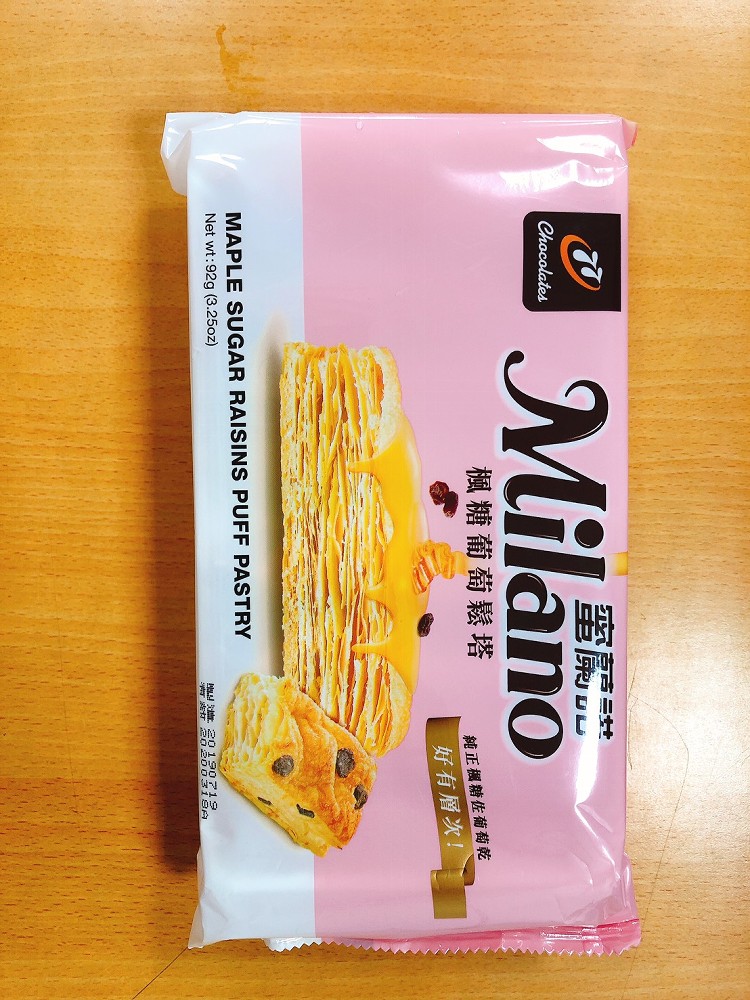 77
Chocolates
蜜蘭諾
Milano
楓糖葡萄鬆塔
純正楓糖佐葡萄乾
好有層次!
MAPLE SUGAR RAISINS PUFF PASTRY
Net wt:92g (3.25oz)
製造 20190719
有效 20200318A